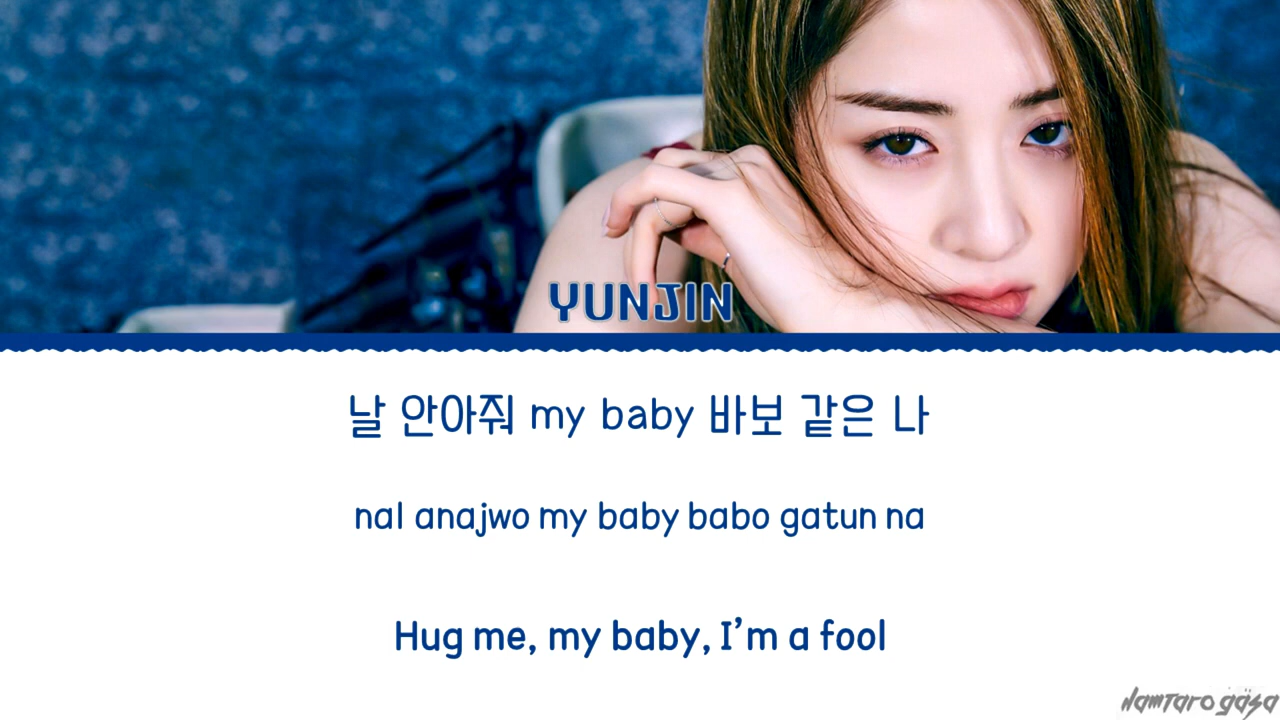 YUNJIN
날 안아줘 my baby 바보 같은 나
nal anajwo my baby babo gatun na
Hug me, my baby, I’m a fool
Namtaro gasa